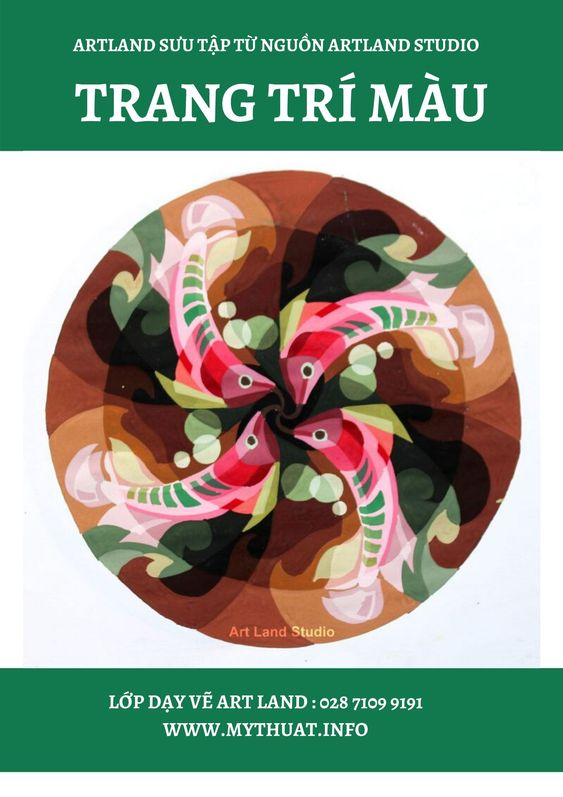 ARTLAND SƯU TẬP TỪ NGUỒN ARTLAND STUDIO
TRANG TRÍ MÀU
Art Land Studio
LỚP DẠY VẼ ART LAND : 028 7109 9191
WWW.MYTHUAT.INFO